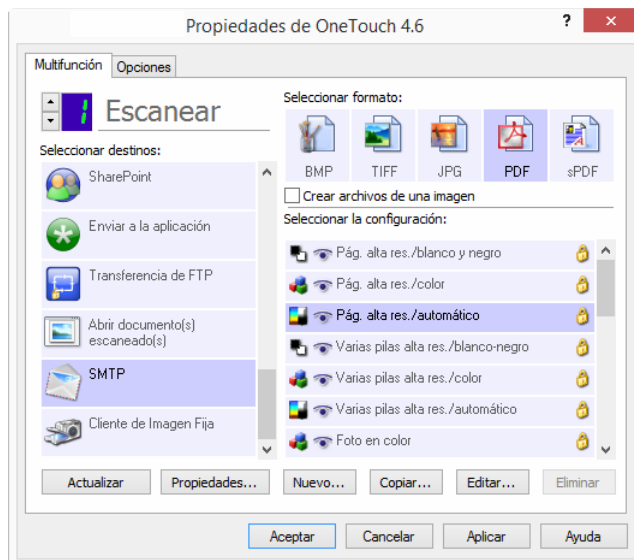 Propiedades de OneTouch 4.6
?
×
Multifunción
Opciones
1
Escanear
Seleccionar destinos:
SharePoint
Enviar a la aplicación
Transferencia de FTP
Abrir documento(s)
escaneado(s)
SMTP
Cliente de Imagen Fija
Seleccionar formato:
BMP
TIFF
JPG
PDF
sPDF
Crear archivos de una imagen
Seleccionar la configuración:
Pág. alta res./blanco y negro
Pág. alta res./color
Pág. alta res./automático
Varias pilas alta res./blanco-negro
Varias pilas alta res./color
Varias pilas alta res./automático
Foto en color
Actualizar
Propiedades...
Nuevo...
Copiar...
Editar...
Eliminar
Aceptar
Cancelar
Aplicar
Ayuda